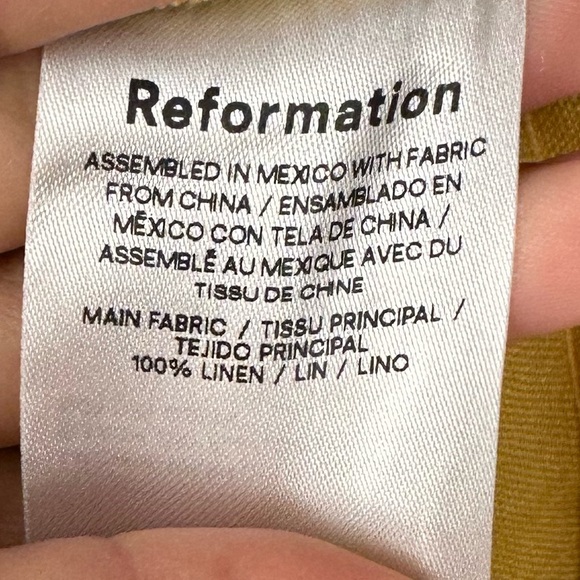 Reformation
ASSEMBLED IN MEXICO WITH FABRIC
FROM CHINA / ENSAMBLADO EN
MÉXICO CON TELA DE CHINA /
ASSEMBLÉ AU MEXIQUE AVEC DU
TISSU DE CHINE
MAIN FABRIC / TISSU PRINCIPAL /
TEJIDO PRINCIPAL
100% LINEN / LIN / LINO